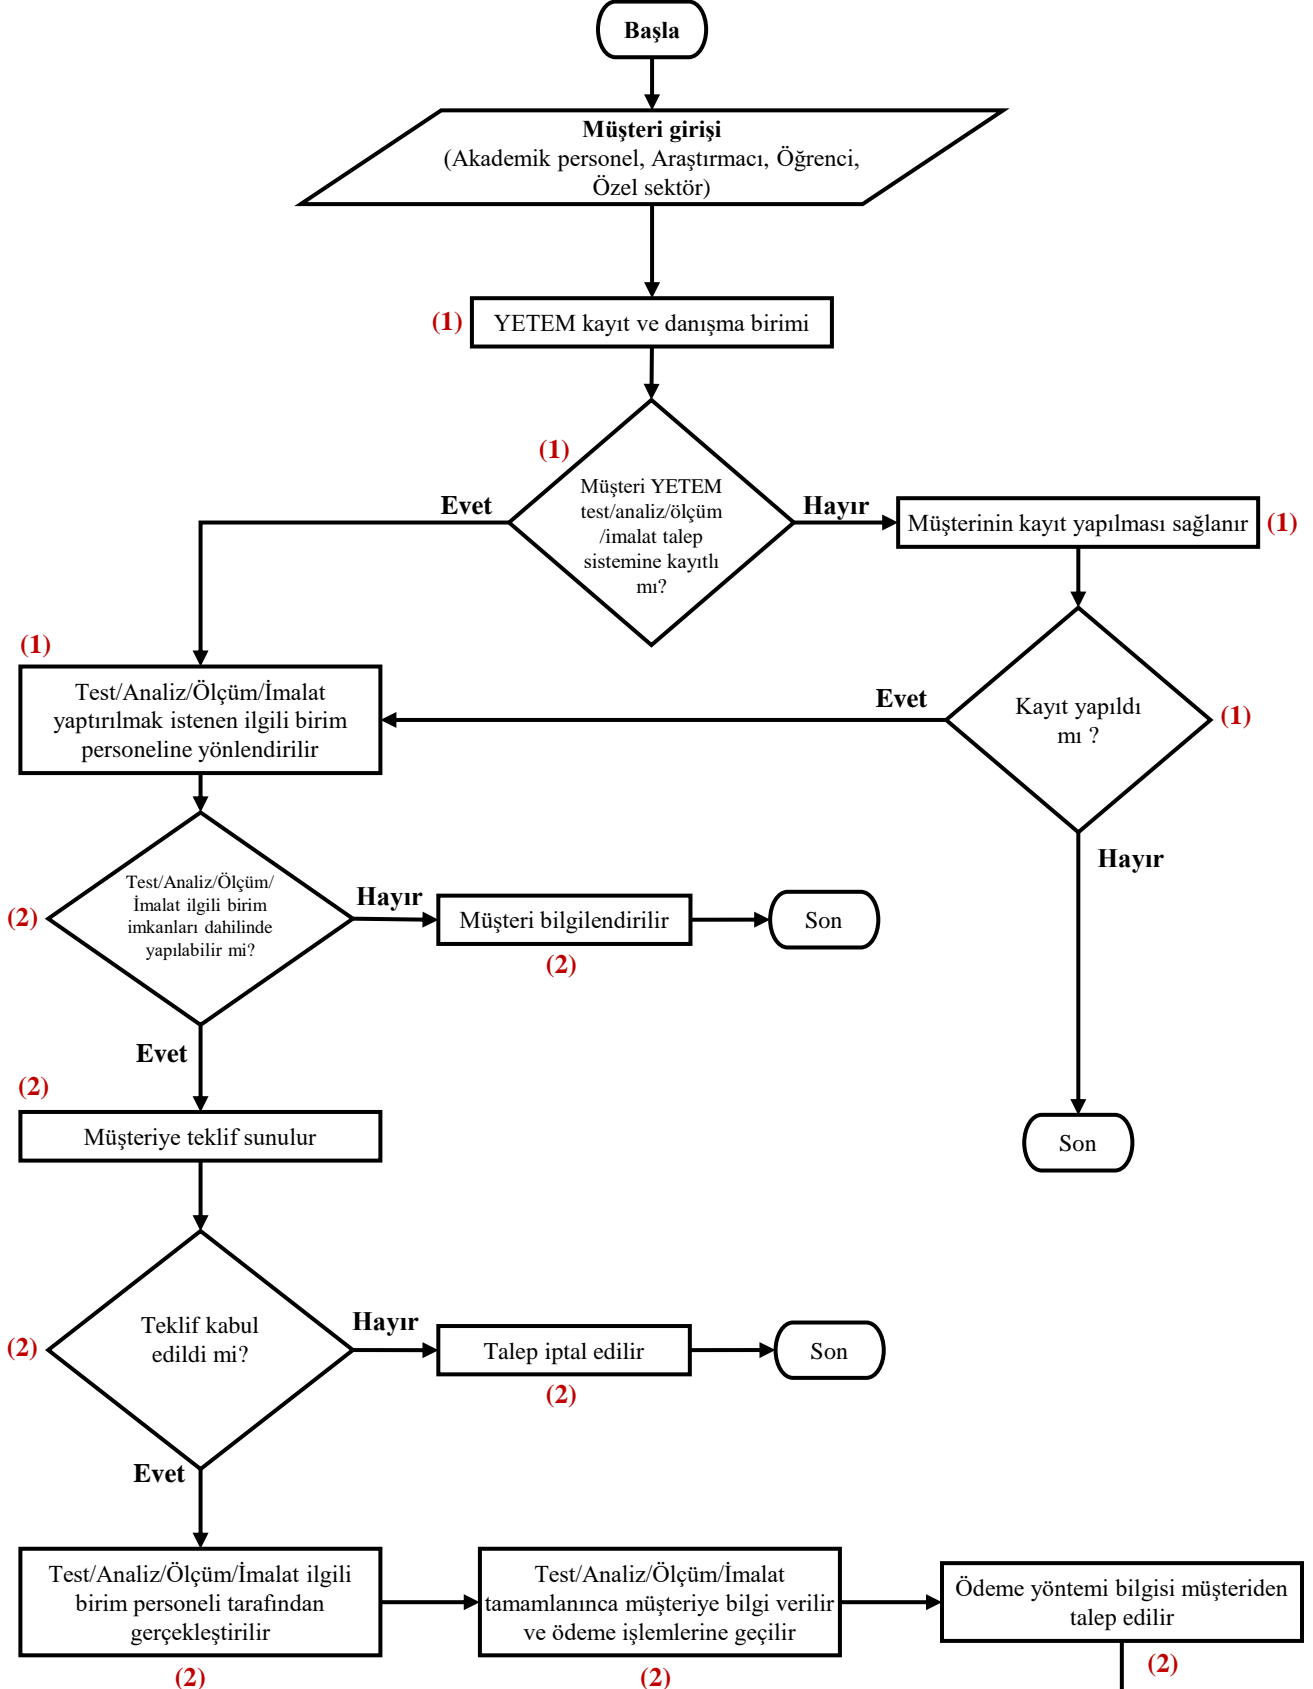 Başla
Müşteri girişi
(Akademik personel, Araştırmacı, Öğrenci,
Özel sektör)
(1)
YETEM kayıt ve danışma birimi
(1)
Müşteri YETEM
test/analiz/ölçüm
/imalat talep
sistemine kayıtlı
mı?
Evet
Hayır
Müşterinin kayıt yapılması sağlanır
(1)
(1)
Test/Analiz/Ölçüm/İmalat
yaptırılmak istenen ilgili birim
personeline yönlendirilir
Evet
Kayıt yapıldı
mı ?
(1)
Hayır
(2)
Test/Analiz/Ölçüm/
İmalat ilgili birim
imkanları dahilinde
yapılabilir mi?
Hayır
Müşteri bilgilendirilir
(2)
Son
Evet
(2)
Müşteriye teklif sunulur
Son
(2)
Teklif kabul
edildi mi?
Hayır
Talep iptal edilir
(2)
Son
Evet
Test/Analiz/Ölçüm/İmalat ilgili
birim personeli tarafından
gerçekleştirilir
(2)
Test/Analiz/Ölçüm/İmalat
tamamlanınca müşteriye bilgi verilir
ve ödeme işlemlerine geçilir
(2)
Ödeme yöntemi bilgisi müşteriden
talep edilir
(2)